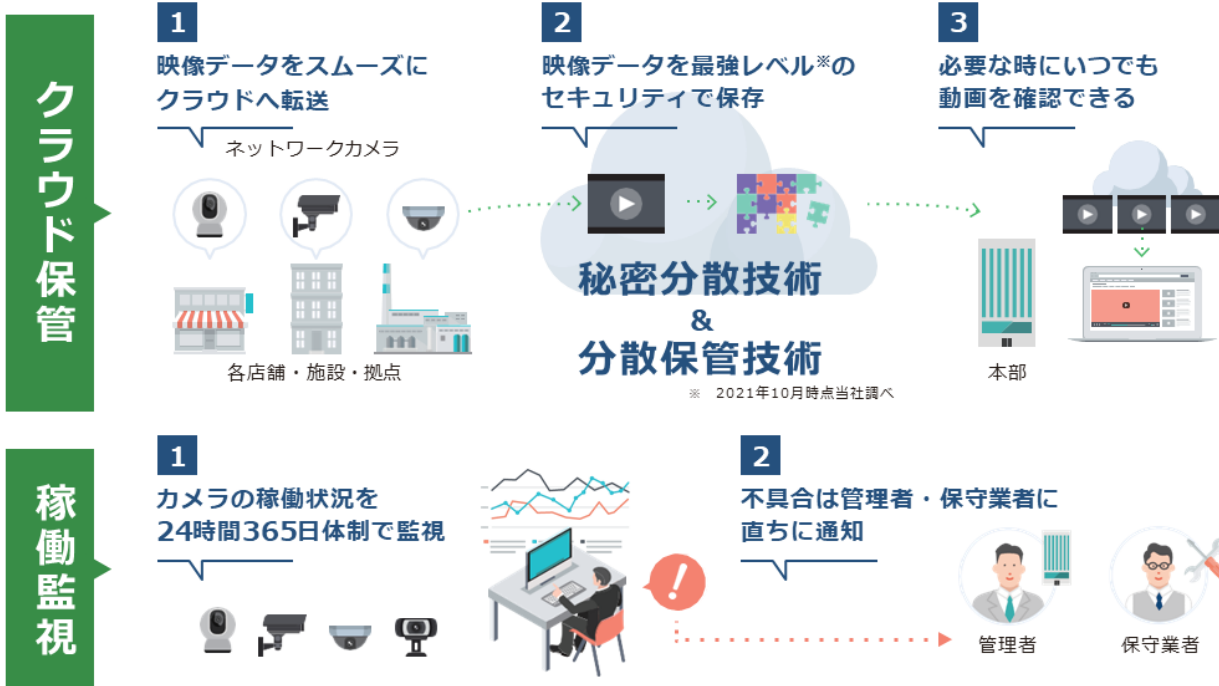 クラウド保管
1
映像データをスムーズに
クラウドへ転送
ネットワークカメラ
各店舗・施設・拠点
2
映像データを最強レベル※の
セキュリティで保存
秘密分散技術
&
分散保管技術
※ 2021年10月時点当社調べ
3
必要な時にいつでも
動画を確認できる
本部
稼働監視
1
カメラの稼働状況を
24時間365日体制で監視
!
2
不具合は管理者・保守業者に
直ちに通知
管理者
保守業者